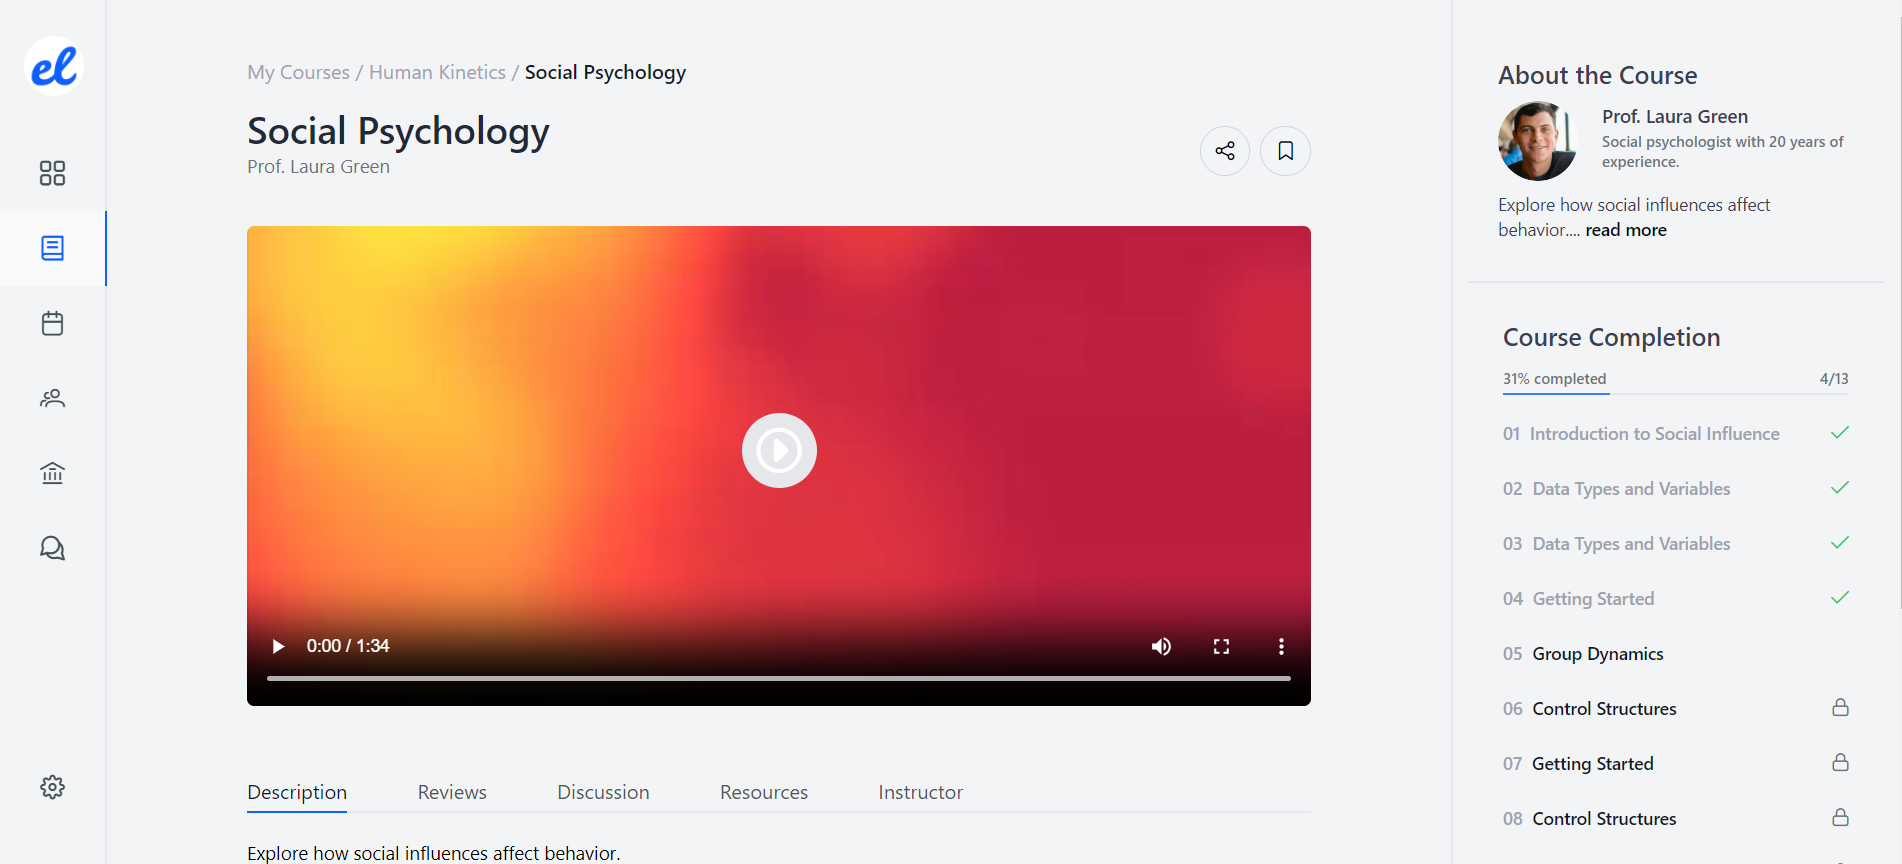 el
My Courses / Human Kinetics / Social Psychology
Social Psychology
Prof. Laura Green
0:00 / 1:34
Description Reviews Discussion Resources Instructor
Explore how social influences affect behavior.
About the Course
Prof. Laura Green
Social psychologist with 20 years of
experience.
Explore how social influences affect
behavior.... read more
Course Completion
31% completed 4/13
01 Introduction to Social Influence
02 Data Types and Variables
03 Data Types and Variables
04 Getting Started
05 Group Dynamics
06 Control Structures
07 Getting Started
08 Control Structures